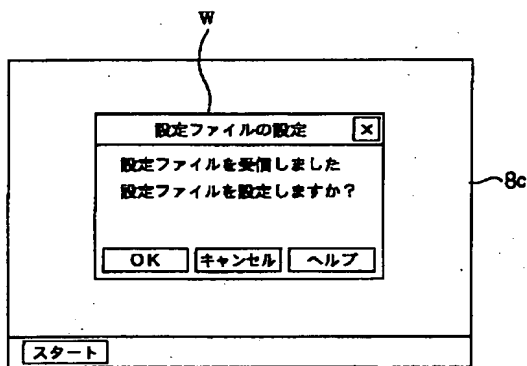 W
設定ファイルの設定 ×
設定ファイルを受信しました
設定ファイルを設定しますか?
OK キャンセル ヘルプ
8c
スタート